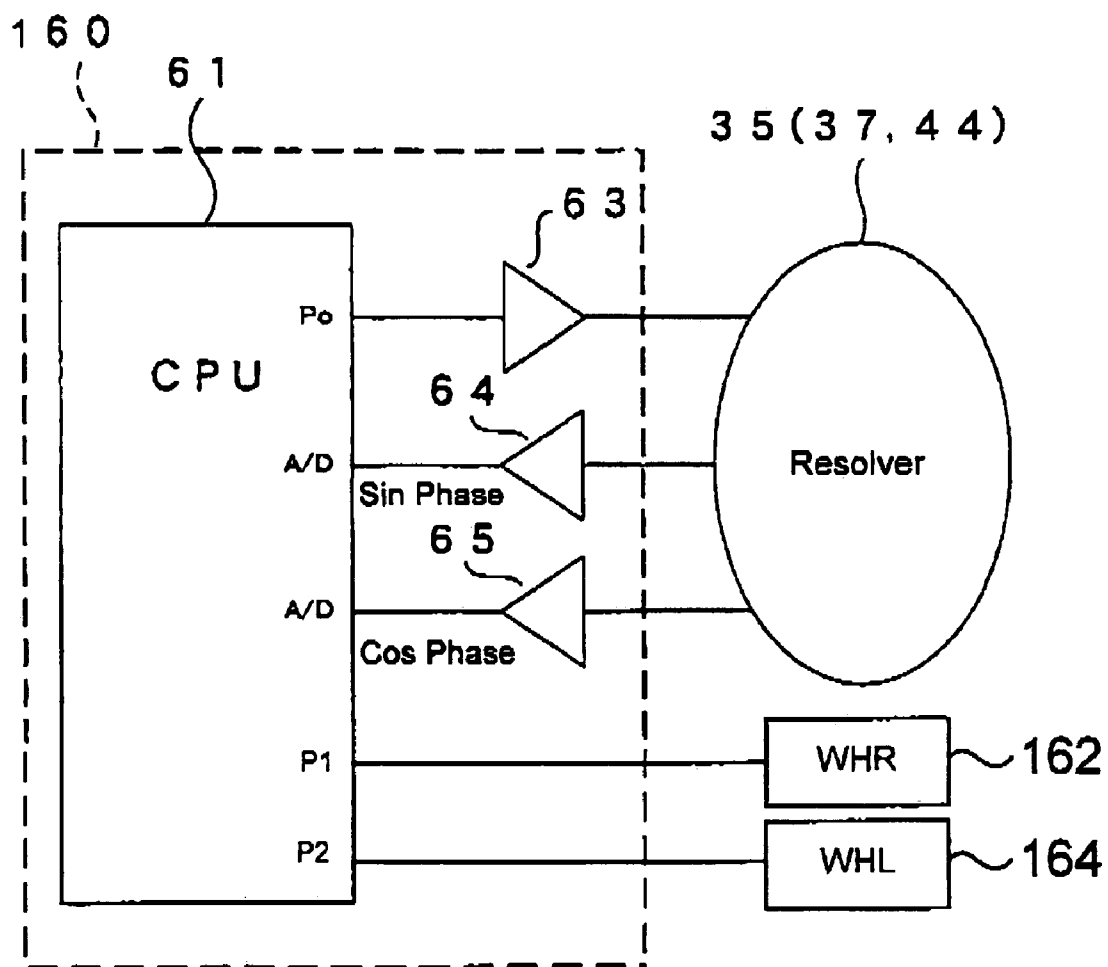 160
61
35(37,44)
63
Po
CPU
64
A/D
Resolver
Sin Phase
65
A/D
Cos Phase
P1
WHR
162
P2
WHL
164